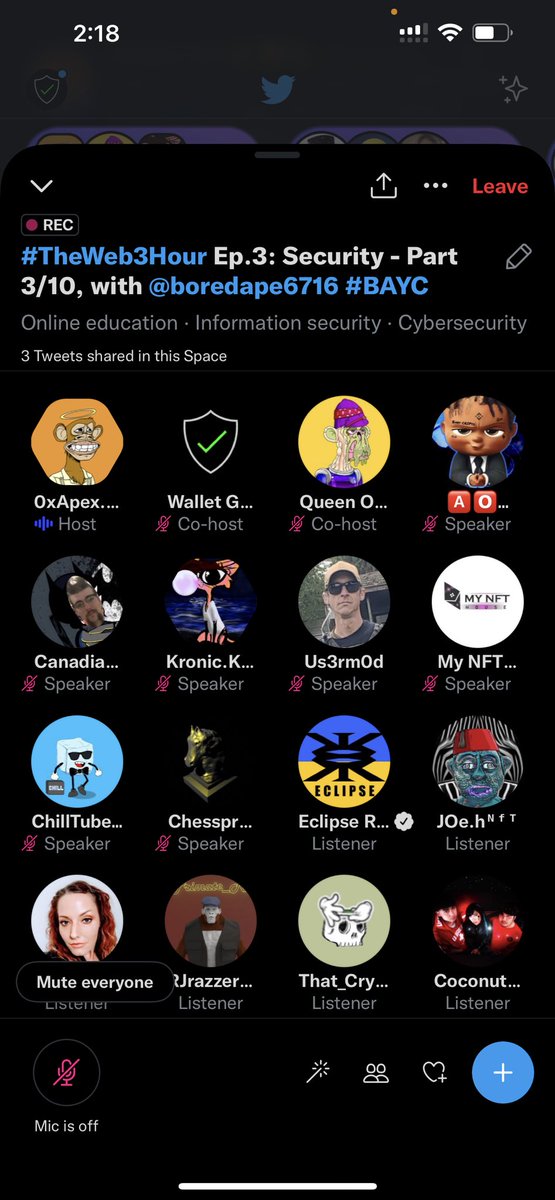 2:18
Leave
REC
#TheWeb3Hour Ep.3: Security - Part
3/10, with @boredape6716 #BAYC
Online education · Information security · Cybersecurity
3 Tweets shared in this Space
0xApex.... Wallet G... Queen O... 🅰️🅾️...
Host Co-host Co-host Speaker
MY NFT
HOUSE
Canadia... Kronic.K... Us3rm0d My NFT...
Speaker Speaker Speaker Speaker
CHILL
ECLIPSE
ChillTube... Chesspr... Eclipse R... JOe.hᴺᶠᵀ
Speaker Speaker Listener Listener
Mute everyone
RJrazzer... That_Cry... Coconut...
Listener Listener Listener Listener
Mic is off